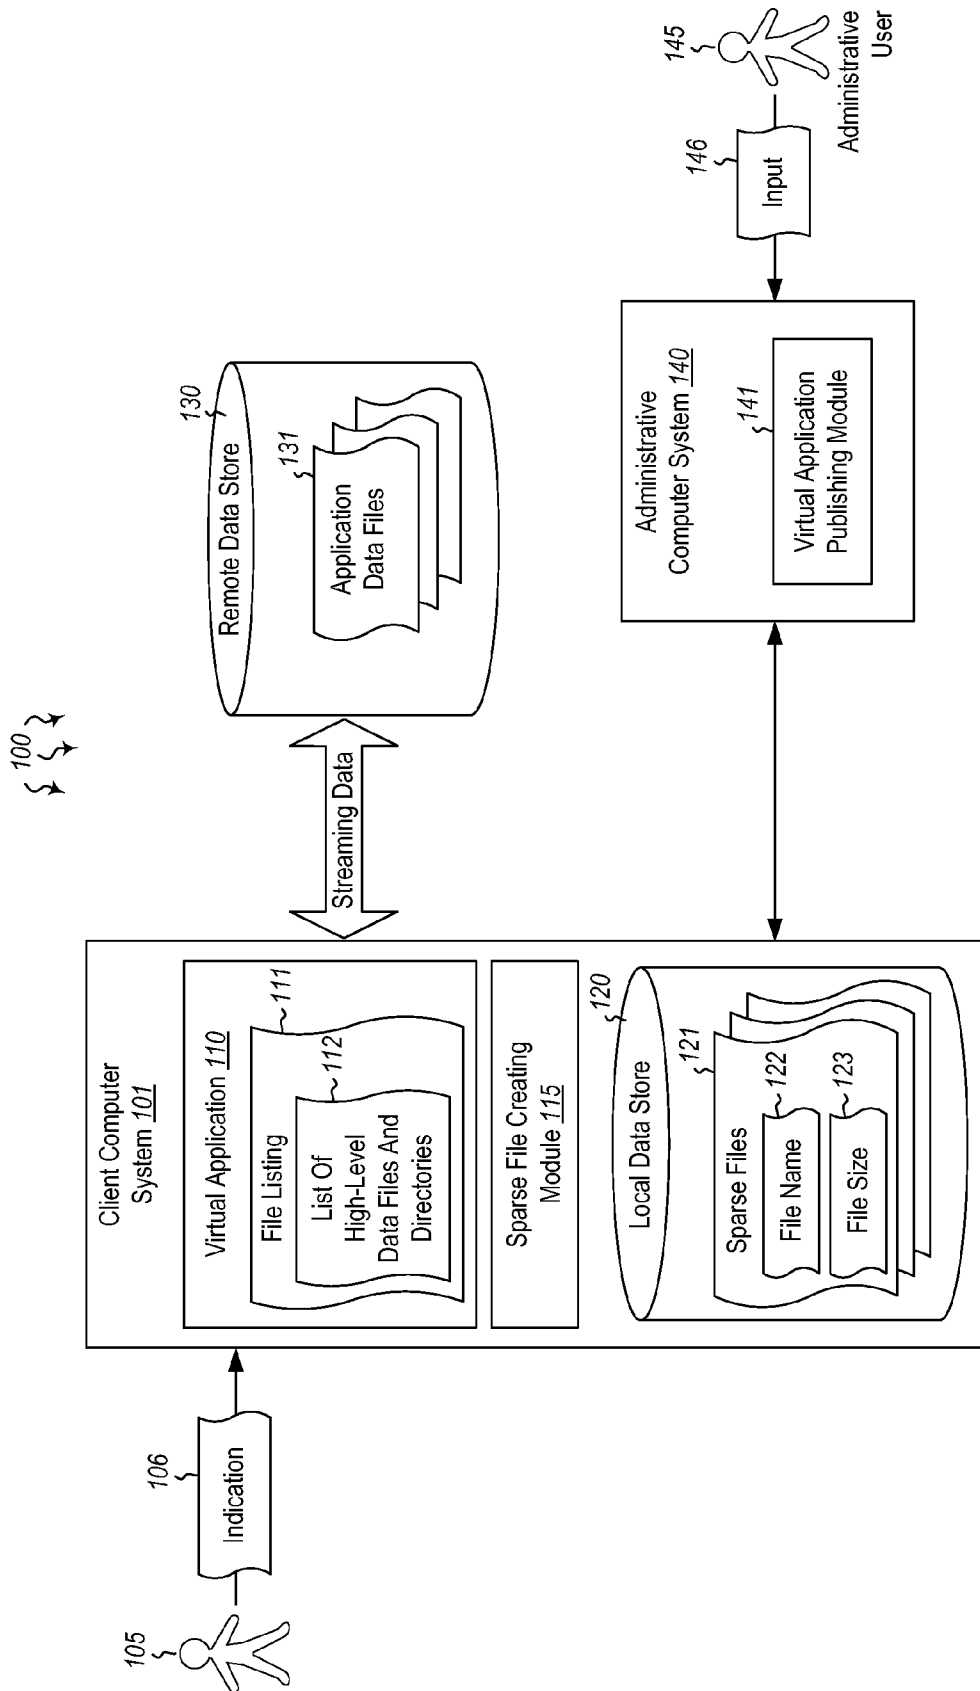 100
105
106
Indication
Client Computer
System 101
Virtual Application 110
111
File Listing
112
List Of
High-Level
Data Files And
Directories
Sparse File Creating
Module 115
120
Local Data Store
121
Sparse Files
122
File Name
123
File Size
Streaming Data
130
Remote Data Store
131
Application
Data Files
Administrative
Computer System 140
141
Virtual Application
Publishing Module
146
Input
145
Administrative
User